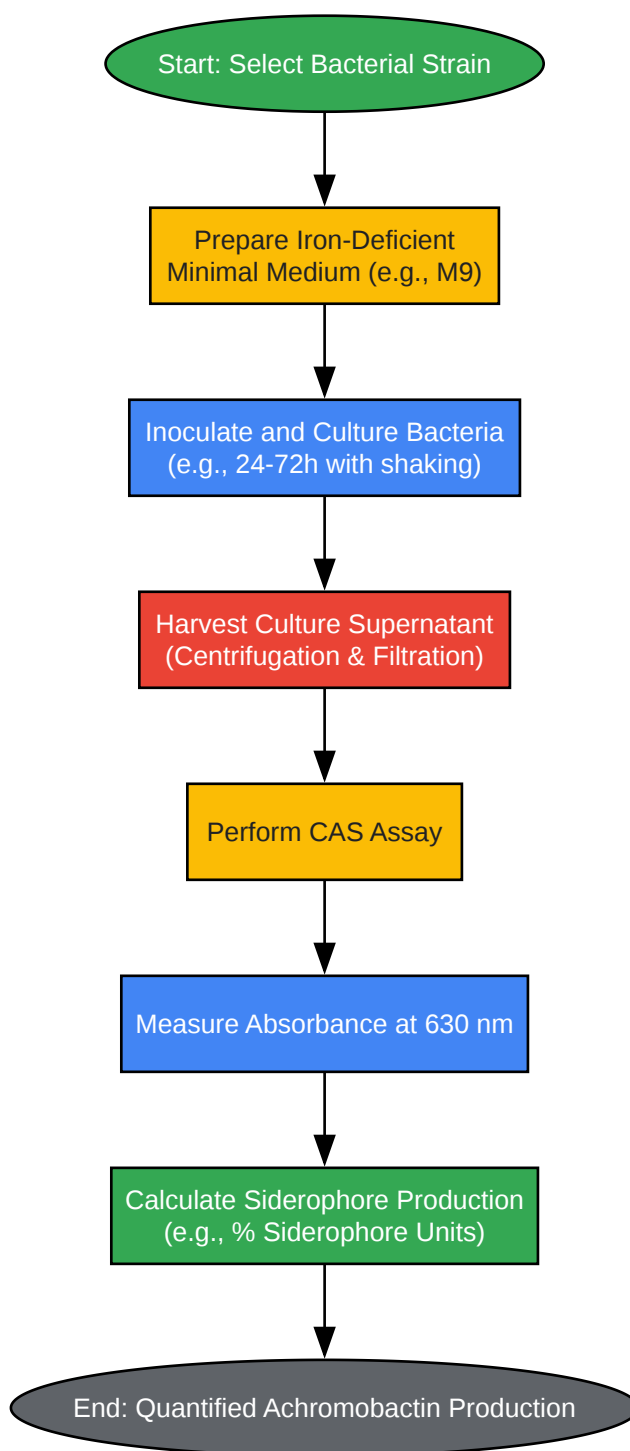 Start: Select Bacterial Strain
Prepare Iron-Deficient
Minimal Medium (e.g., M9)
Inoculate and Culture Bacteria
(e.g., 24-72h with shaking)
Harvest Culture Supernatant
(Centrifugation & Filtration)
Perform CAS Assay
Measure Absorbance at 630 nm
Calculate Siderophore Production
(e.g., % Siderophore Units)
End: Quantified Achromobactin Production